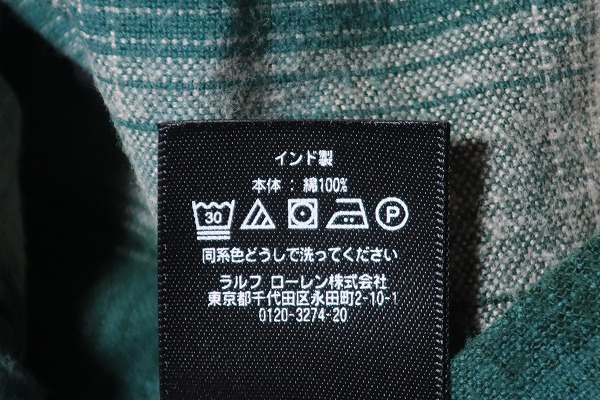 インド製
本体 : 綿100%
30 P
同系色どうしで洗ってください
ラルフ ローレン株式会社
東京都千代田区永田町2-10-1
0120-3274-20